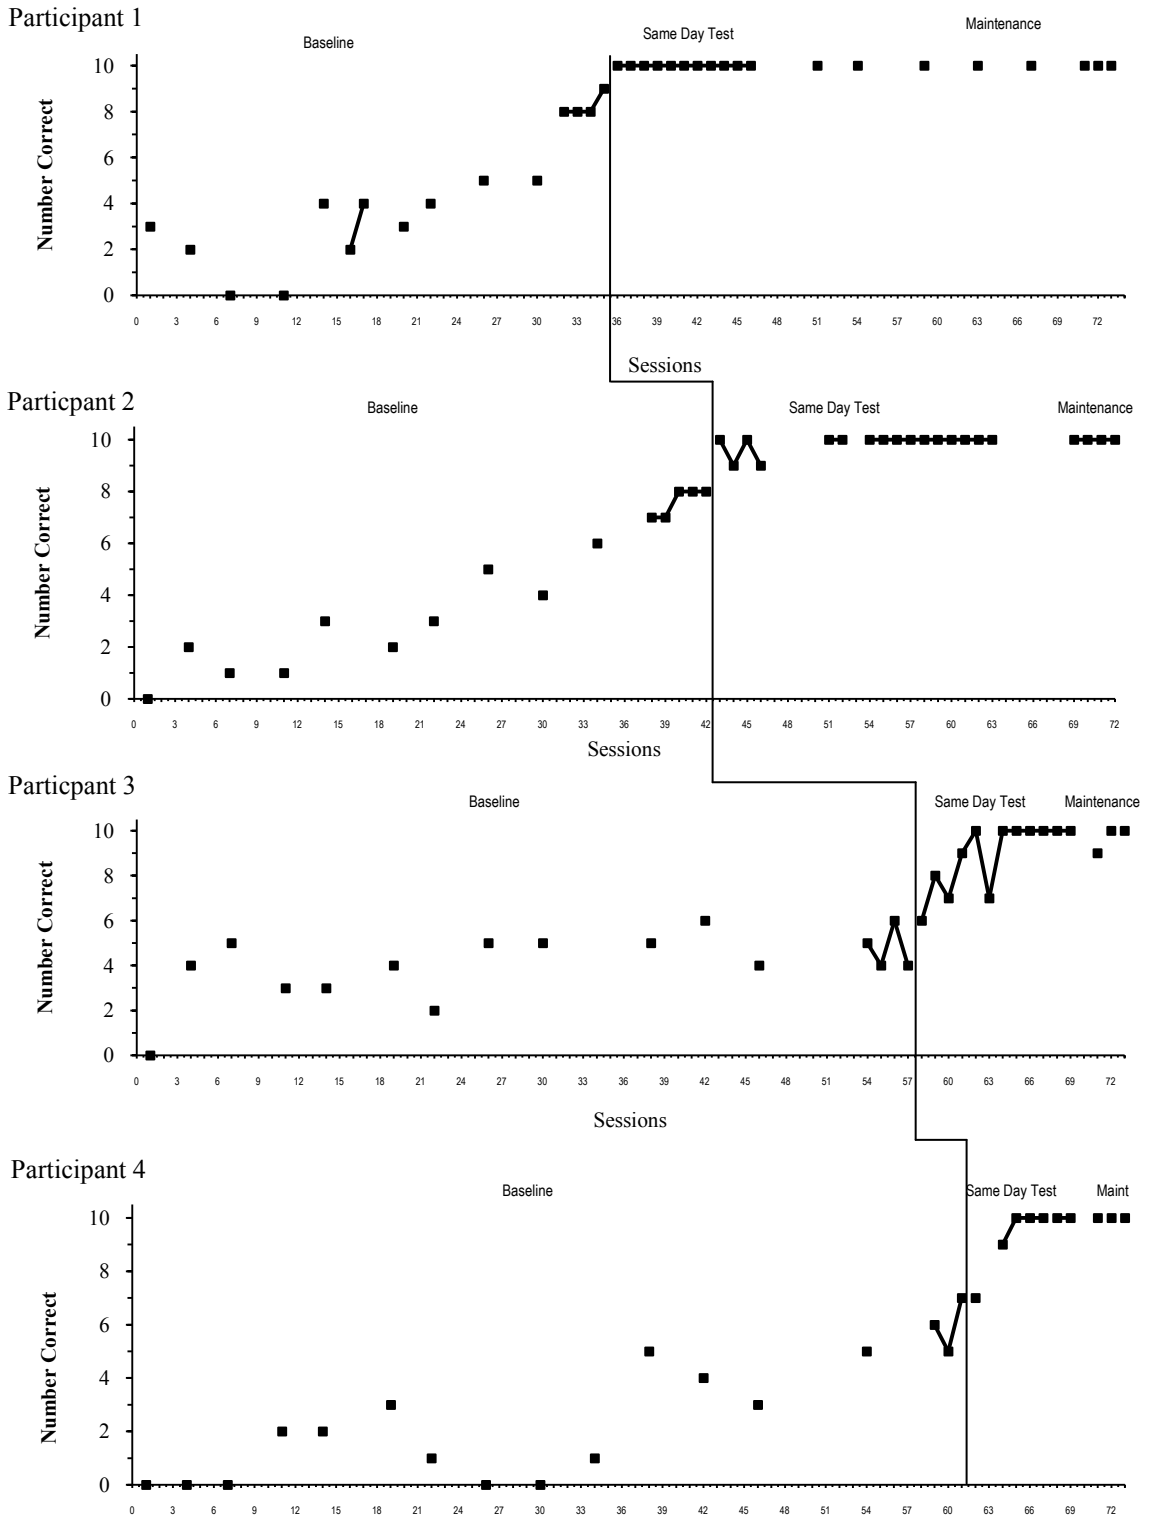 Participant 1
Baseline
Same Day Test
Maintenance
Number Correct
10
8
6
4
2
0
0 3 6 9 12 15 18 21 24 27 30 33 36 39 42 45 48 51 54 57 60 63 66 69 72
Sessions
Particpant 2
Baseline
Same Day Test
Maintenance
Number Correct
10
8
6
4
2
0
0 3 6 9 12 15 18 21 24 27 30 33 36 39 42 45 48 51 54 57 60 63 66 69 72
Sessions
Particpant 3
Baseline
Same Day Test
Maintenance
Number Correct
10
8
6
4
2
0
0 3 6 9 12 15 18 21 24 27 30 33 36 39 42 45 48 51 54 57 60 63 66 69 72
Sessions
Participant 4
Baseline
Same Day Test
Maint
Number Correct
10
8
6
4
2
0
0 3 6 9 12 15 18 21 24 27 30 33 36 39 42 45 48 51 54 57 60 63 66 69 72